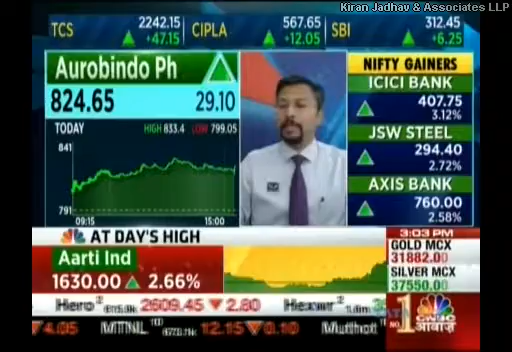 Kiran Jadhav & Associates LLP
TCS 2242.15 +47.15 CIPLA 567.65 +12.05 SBI 312.45 +6.25
Aurobindo Ph
824.65 29.10
TODAY HIGH 833.4 LOW 799.05
841
791
09:15 15:00
NIFTY GAINERS
ICICI BANK
407.75
3.12%
JSW STEEL
294.40
2.72%
AXIS BANK
760.00
2.58%
AT DAY'S HIGH
Aarti Ind
1630.00 2.66%
3:03 PM
GOLD MCX
31882.00
SILVER MCX
37550.00
2609.45 2.80
4.05 MTNL 12.15 0.10
NO. 1
CNBC
आवाज़